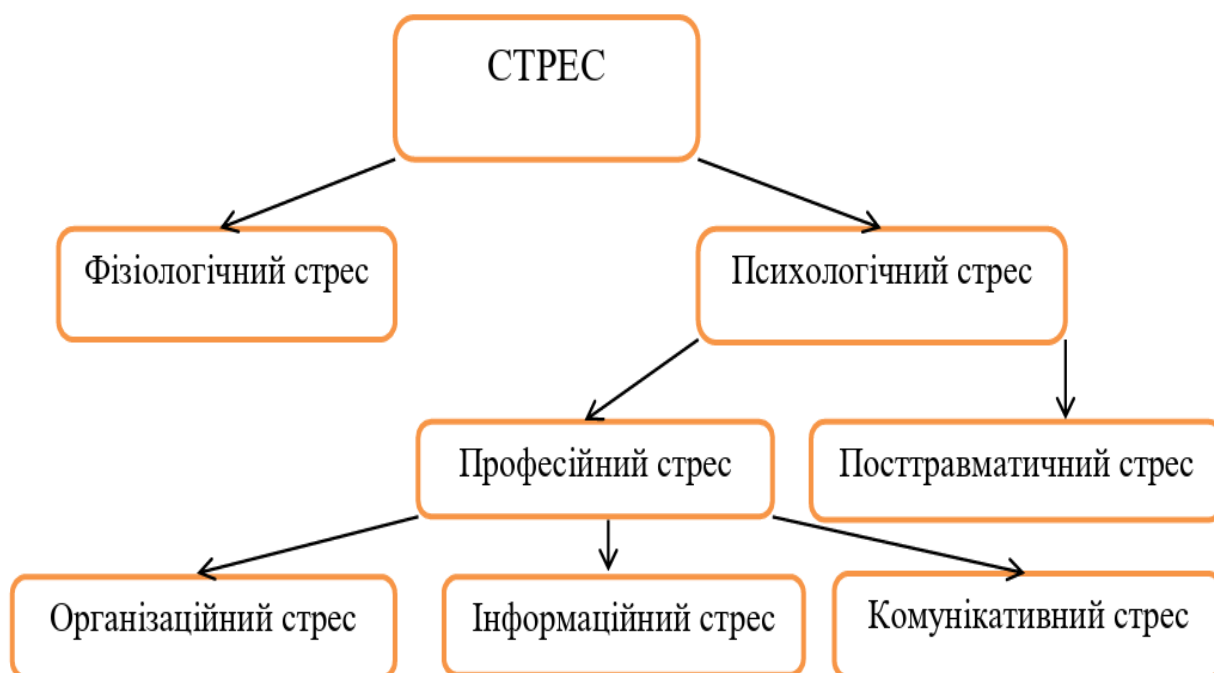 СТРЕС
Фізіологічний стрес
Психологічний стрес
Професійний стрес
Посттравматичний стрес
Організаційний стрес
Інформаційний стрес
Комунікативний стрес